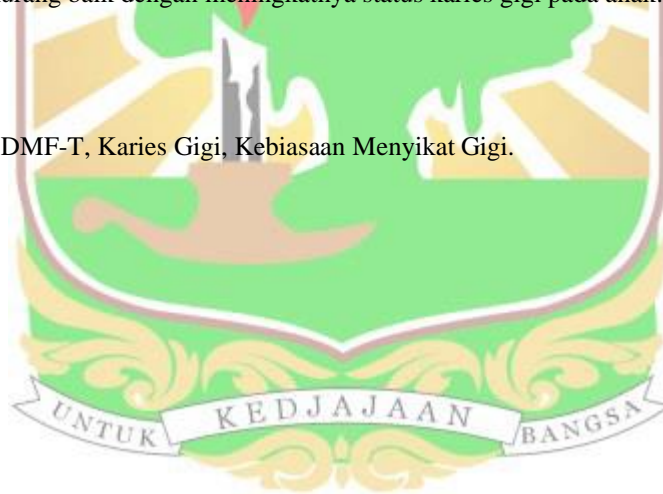 urang baik dengan meningkatnya status karies gigi pada anak.
DMF-T, Karies Gigi, Kebiasaan Menyikat Gigi.
UNTUK KEDJAJAAN BANGSA